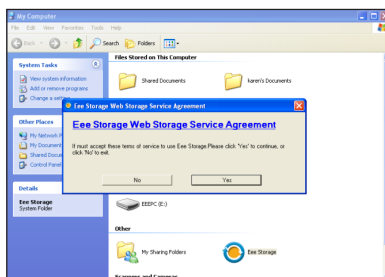 My Computer
File Edit View Favorites Tools Help
Back Search Folders
Files Stored on This Computer
System Tasks
View system information
Add or remove programs
Change a setting
Shared Documents
karen's Documents
Eee Storage Web Storage Service Agreement
Eee Storage Web Storage Service Agreement
It must accept these terms of service to use Eee Storage.Please click 'Yes' to continue, or
click 'No' to exit.
No Yes
Other Places
My Network
My Document
Shared Docu
Control Panel
Details
Eee Storage
System Folder
EEEPC (E:)
Other
My Sharing Folders
Eee Storage
Scanners and Cameras